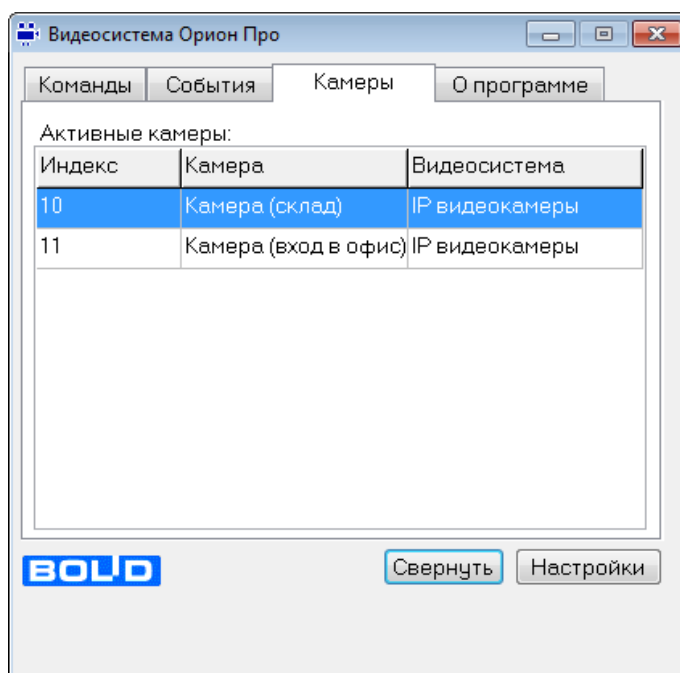 Видеосистема Орион Про
Команды События Камеры О программе
Активные камеры:
Индекс Камера Видеосистема
10 Камера (склад) IP видеокамеры
11 Камера (вход в офис) IP видеокамеры
BOLID Свернуть Настройки